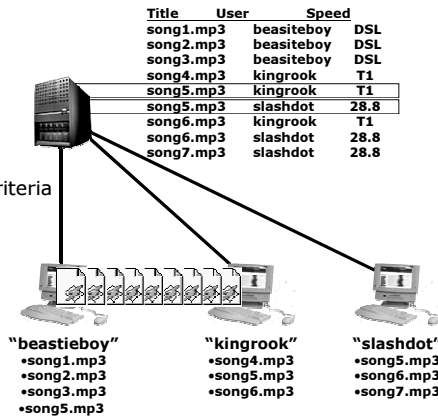 Title User Speed
song1.mp3 beasiteboy DSL
song2.mp3 beasiteboy DSL
song3.mp3 beasiteboy DSL
song4.mp3 kingrook T1
song5.mp3 kingrook T1
song5.mp3 slashdot 28.8
song6.mp3 kingrook T1
song6.mp3 slashdot 28.8
song7.mp3 slashdot 28.8
riteria
“beastieboy”
•song1.mp3
•song2.mp3
•song3.mp3
•song5.mp3
“kingrook”
•song4.mp3
•song5.mp3
•song6.mp3
“slashdot”
•song5.mp3
•song6.mp3
•song7.mp3